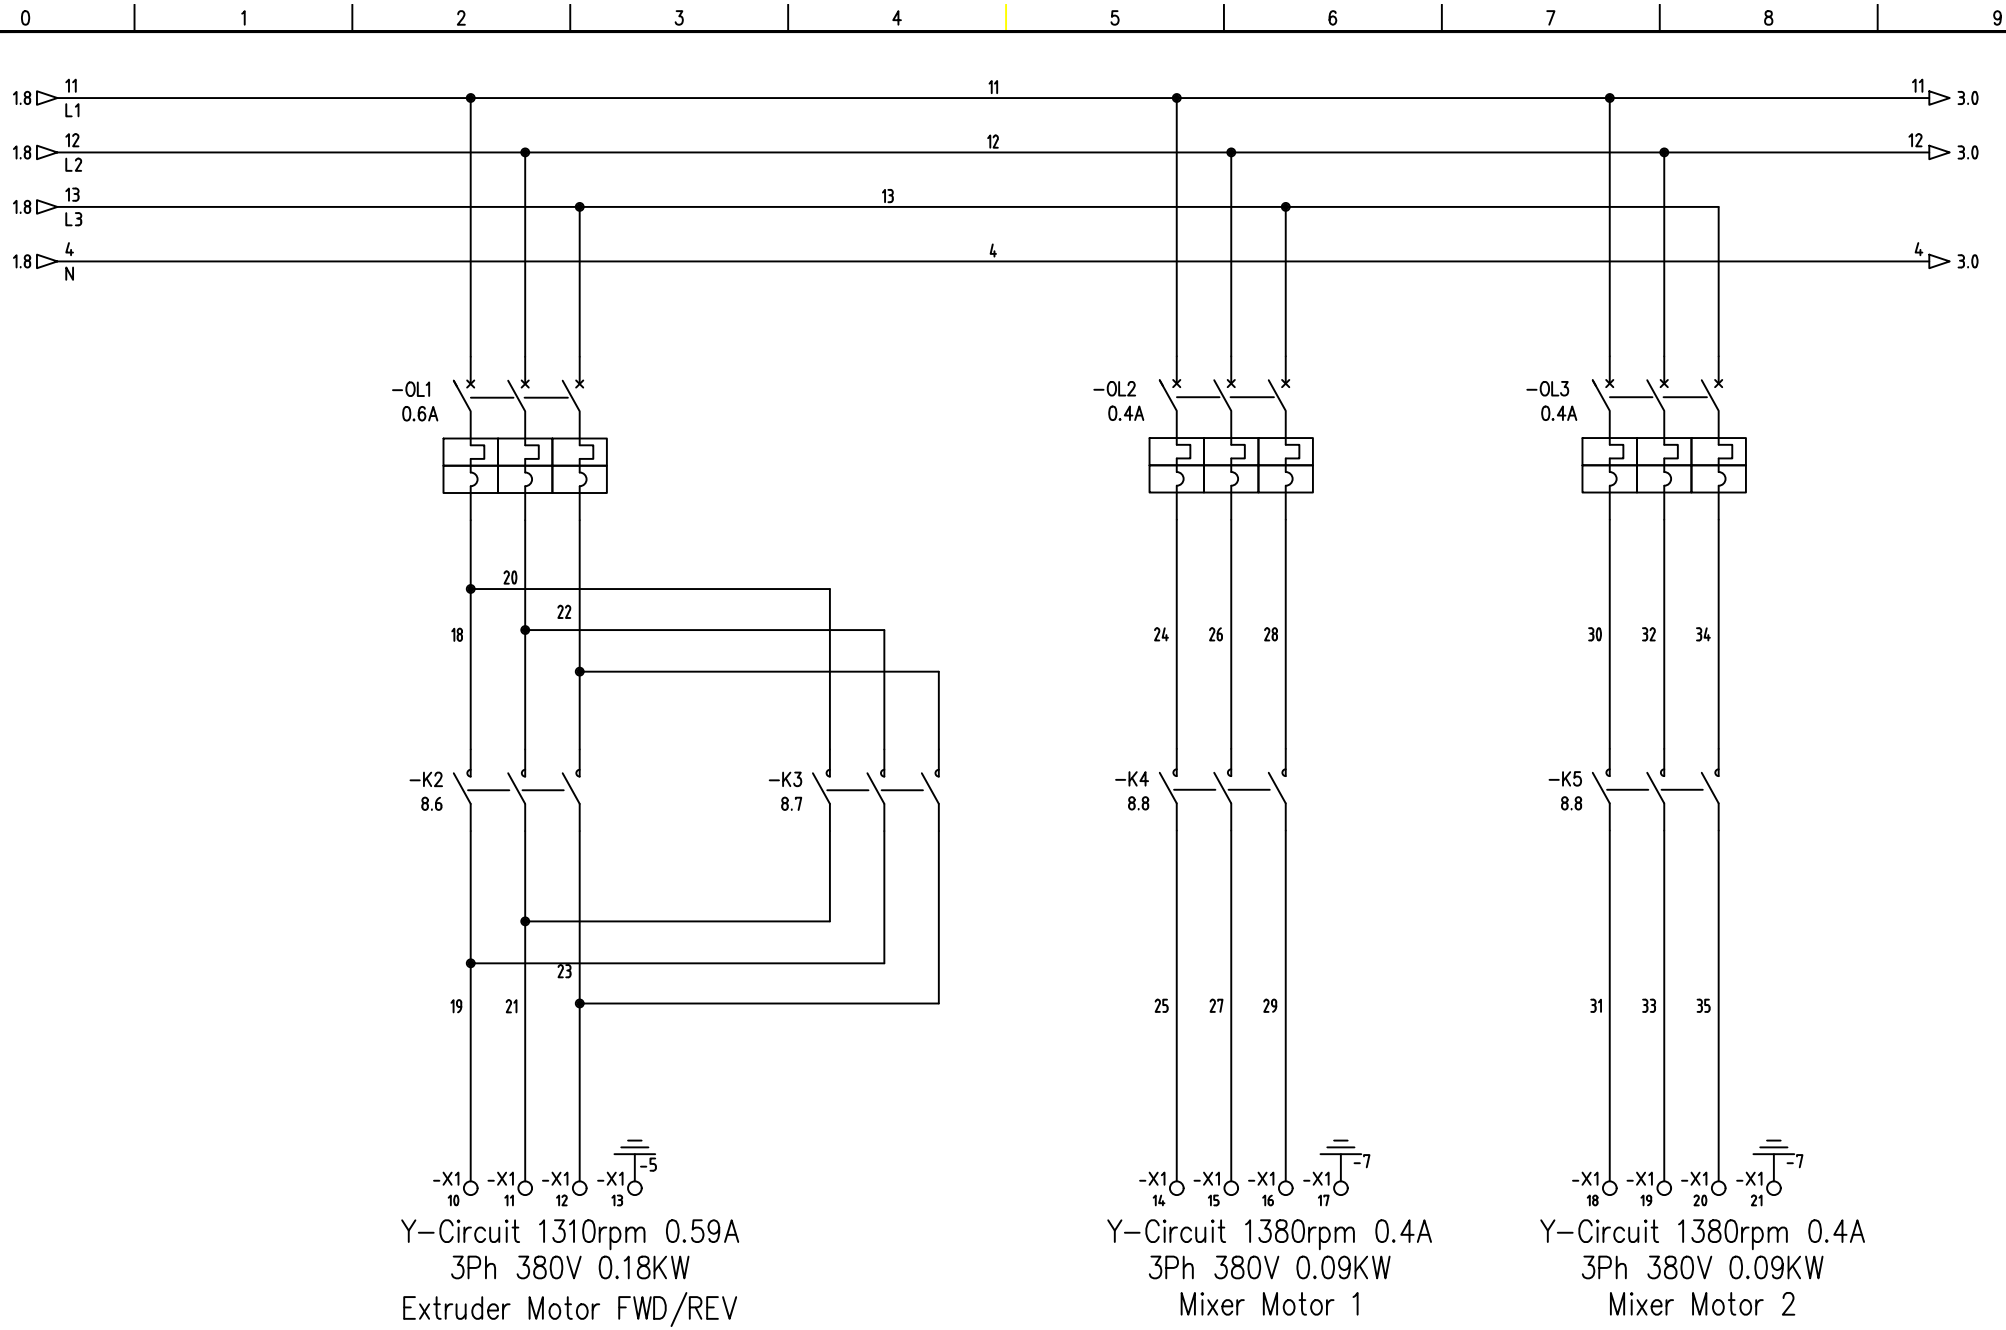 0 1 2 3 4 5 6 7 8 9
1.8 11 11 11 3.0
L1
1.8 12 12 12 3.0
L2
1.8 13 13
L3
1.8 4 4 4 3.0
N
-OL1 -OL2 -OL3
0.6A 0.4A 0.4A
20
22
18 24 26 28 30 32 34
-K2 -K3 -K4 -K5
8.6 8.7 8.8 8.8
23
19 21 25 27 29 31 33 35
-5 -7 -7
-X1 -X1 -X1 -X1 -X1 -X1 -X1 -X1 -X1 -X1 -X1 -X1
10 11 12 13 14 15 16 17 18 19 20 21
Y-Circuit 1310rpm 0.59A
3Ph 380V 0.18KW
Extruder Motor FWD/REV
Y-Circuit 1380rpm 0.4A
3Ph 380V 0.09KW
Mixer Motor 1
Y-Circuit 1380rpm 0.4A
3Ph 380V 0.09KW
Mixer Motor 2